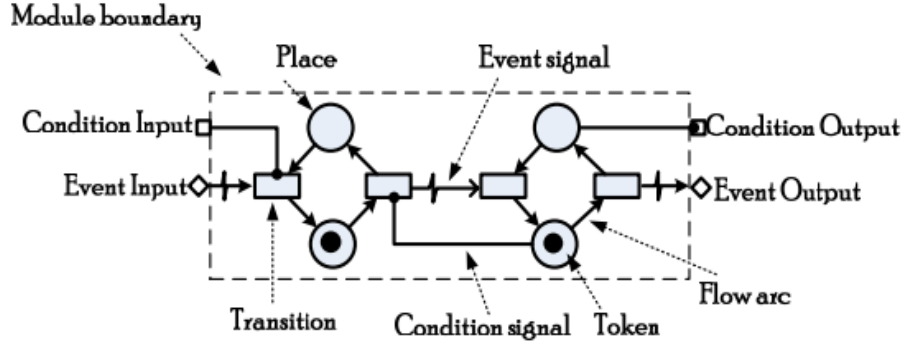 Module boundary
Place
Event signal
Condition Input
Condition Output
Event Input
Event Output
Flow arc
Transition
Condition signal
Token